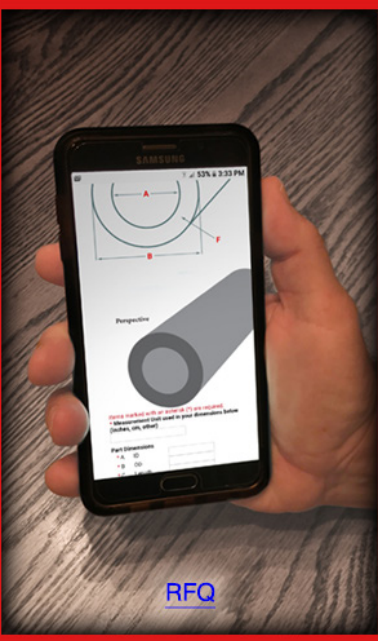 SAMSUNG
53% 3:33 PM
A
F
B
Perspective
Items marked with an asterisk (*) are required.
* Measurement Unit used in your dimensions below
(inches, cm, other)
Part Dimensions
* A ID
* B OD
* C Length
RFQ